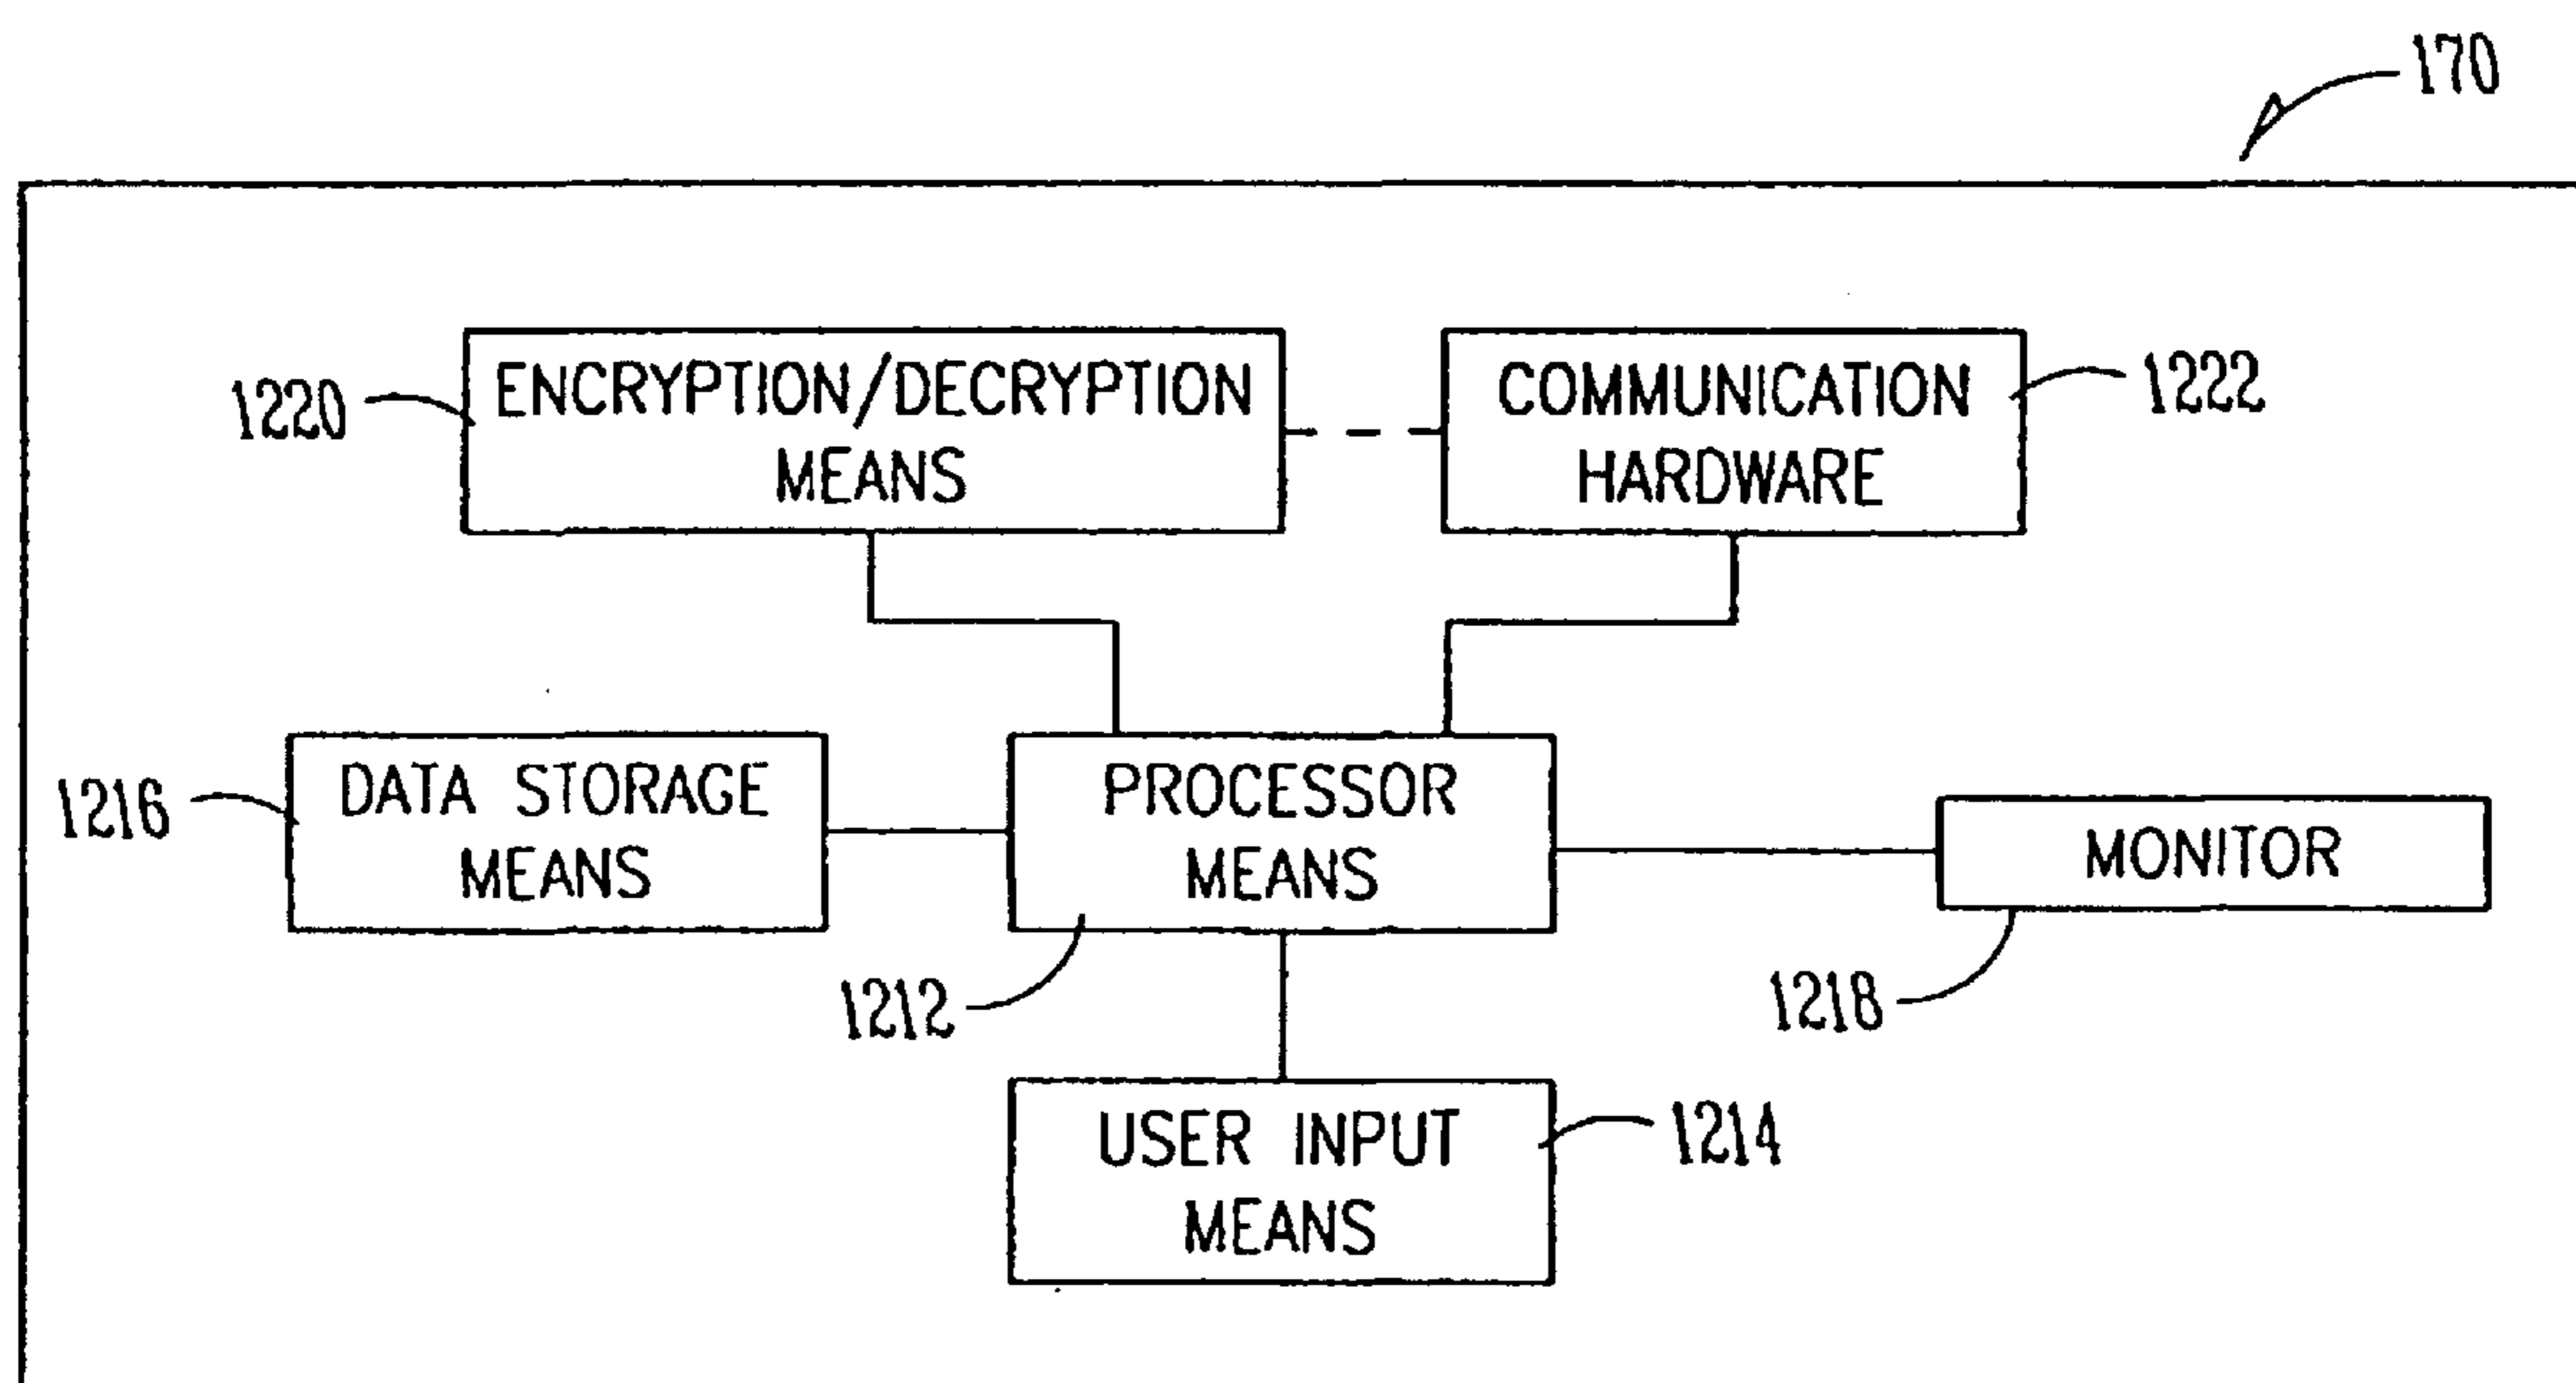 170
ENCRYPTION/DECRYPTION
MEANS
1220
COMMUNICATION
HARDWARE
1222
DATA STORAGE
MEANS
1216
PROCESSOR
MEANS
1212
MONITOR
1218
USER INPUT
MEANS
1214